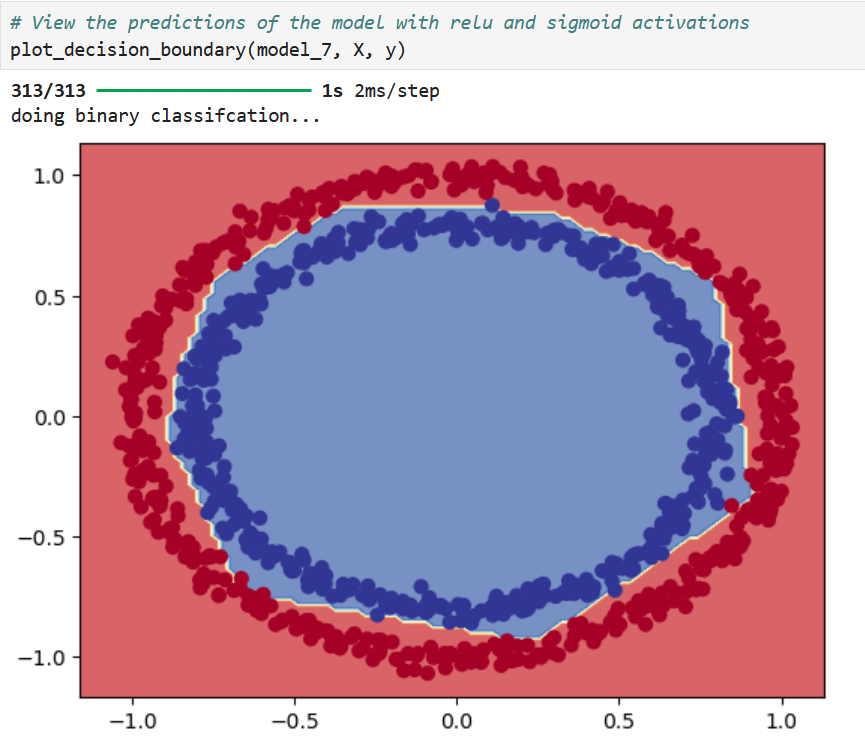 # View the predictions of the model with relu and sigmoid activations
plot_decision_boundary(model_7, X, y)
313/313 ━━━━━━━━━━━━━━━━━━━━ 1s 2ms/step
doing binary classifcation...
1.0
0.5
0.0
−0.5
−1.0
−1.0 −0.5 0.0 0.5 1.0